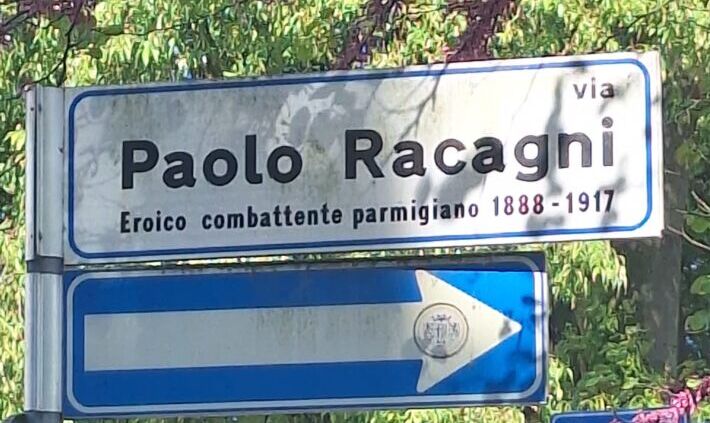 via
Paolo Racagni
Eroico combattente parmigiano 1888-1917